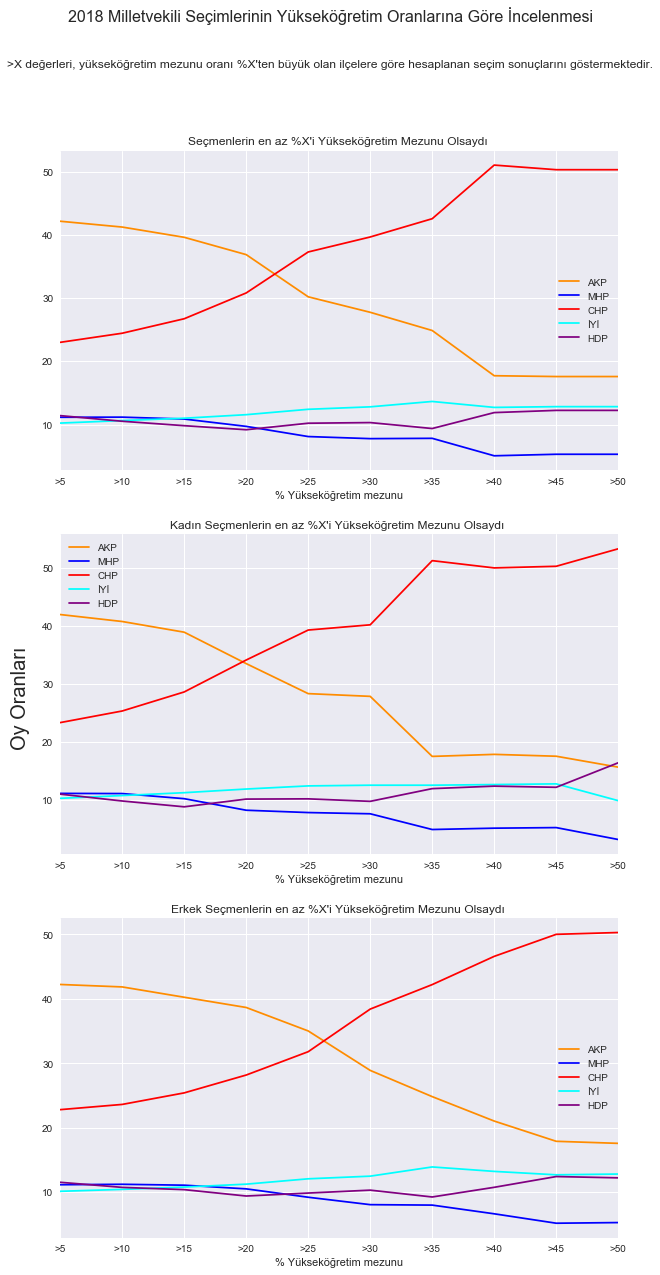 2018 Milletvekili Seçimlerinin Yükseköğretim Oranlarına Göre İncelenmesi
>X değerleri, yükseköğretim mezunu oranı %X'ten büyük olan ilçelere göre hesaplanan seçim sonuçlarını göstermektedir.
Seçmenlerin en az %X'i Yükseköğretim Mezunu Olsaydı
50
40
30
20
10
AKP
MHP
CHP
İYİ
HDP
>5 >10 >15 >20 >25 >30 >35 >40 >45 >50
% Yükseköğretim mezunu
Kadın Seçmenlerin en az %X'i Yükseköğretim Mezunu Olsaydı
AKP
MHP
CHP
İYİ
HDP
50
40
30
20
10
Oy Oranları
>5 >10 >15 >20 >25 >30 >35 >40 >45 >50
% Yükseköğretim mezunu
Erkek Seçmenlerin en az %X'i Yükseköğretim Mezunu Olsaydı
50
40
30
20
10
AKP
MHP
CHP
İYİ
HDP
>5 >10 >15 >20 >25 >30 >35 >40 >45 >50
% Yükseköğretim mezunu